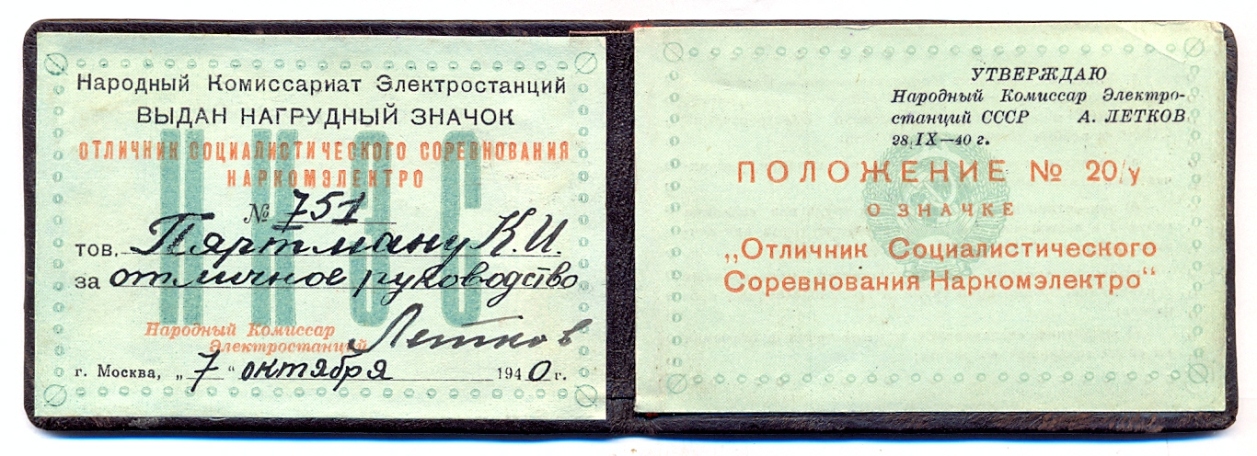 Народный Комиссариат Электростанций
ВЫДАН НАГРУДНЫЙ ЗНАЧОК
ОТЛИЧНИК СОЦИАЛИСТИЧЕСКОГО СОРЕВНОВАНИЯ
НАРКОМЭЛЕКТРО
НКЭС
№ 751
тов. Пяртману К.И.
за отличное руководство
Народный Комиссар
Электростанций Летков
г. Москва, „7“ октября 1940 г.
УТВЕРЖДАЮ
Народный Комиссар Электро-
станций СССР А. ЛЕТКОВ
28/IX—40 г.
ПОЛОЖЕНИЕ № 20/у
О ЗНАЧКЕ
„Отличник Социалистического
Соревнования Наркомэлектро“